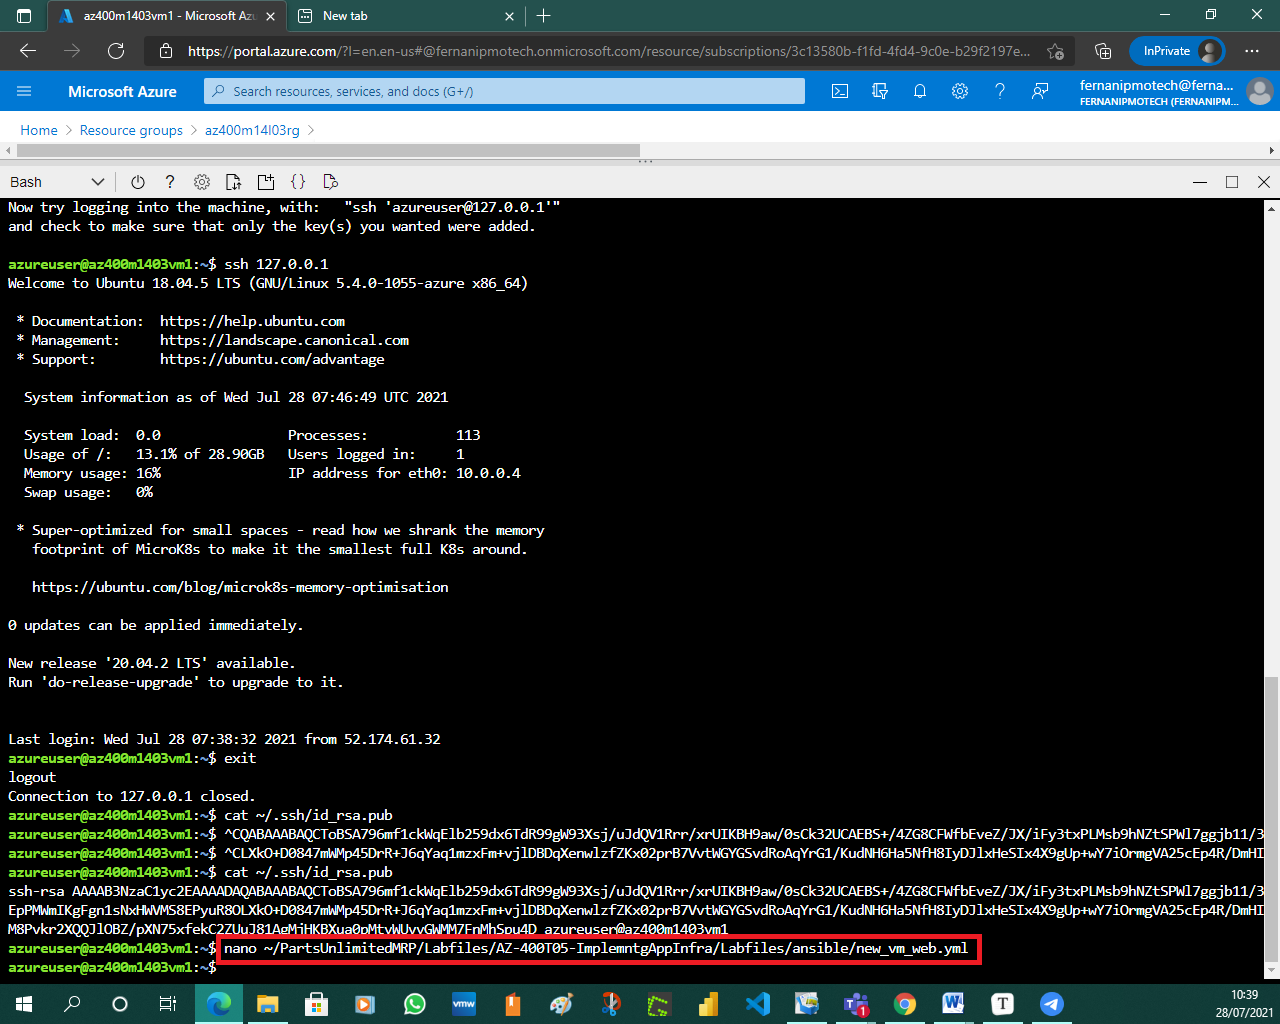 az400m1403vm1 - Microsoft Azu
New tab
https://portal.azure.com/?l=en.en-us#@fernanipmotech.onmicrosoft.com/resource/subscriptions/3c13580b-f1fd-4fd4-9c0e-b29f2197e...
InPrivate
Microsoft Azure
Search resources, services, and docs (G+/)
fernanipmotech@ferna...
FERNANIPMOTECH (FERNANIPM...
Home > Resource groups > az400m14l03rg >
Bash
Now try logging into the machine, with:   "ssh 'azureuser@127.0.0.1'"
and check to make sure that only the key(s) you wanted were added.
azureuser@az400m1403vm1:~$ ssh 127.0.0.1
Welcome to Ubuntu 18.04.5 LTS (GNU/Linux 5.4.0-1055-azure x86_64)
* Documentation:  https://help.ubuntu.com
* Management:     https://landscape.canonical.com
* Support:        https://ubuntu.com/advantage
System information as of Wed Jul 28 07:46:49 UTC 2021
System load:  0.0                Processes:           113
Usage of /:   13.1% of 28.90GB   Users logged in:     1
Memory usage: 16%                IP address for eth0: 10.0.0.4
Swap usage:   0%
* Super-optimized for small spaces - read how we shrank the memory
footprint of MicroK8s to make it the smallest full K8s around.
https://ubuntu.com/blog/microk8s-memory-optimisation
0 updates can be applied immediately.
New release '20.04.2 LTS' available.
Run 'do-release-upgrade' to upgrade to it.
Last login: Wed Jul 28 07:38:32 2021 from 52.174.61.32
azureuser@az400m1403vm1:~$ exit
logout
Connection to 127.0.0.1 closed.
azureuser@az400m1403vm1:~$ cat ~/.ssh/id_rsa.pub
azureuser@az400m1403vm1:~$ ^CQABAAABAQCToBSA796mf1ckWqElb259dx6TdR99gW93Xsj/uJdQV1Rrr/xrUIKBH9aw/0sCk32UCAEBS+/4ZG8CFWfbEveZ/JX/iFy3txPLMsb9hNZtSPWl7ggjb11/3
azureuser@az400m1403vm1:~$ ^CLXkO+D0847mWMp45DrR+J6qYaq1mzxFm+vjlDBDqXenwlzfZKx02prB7VvtWGYGSvdRoAqYrG1/KudNH6Ha5NfH8IyDJlxHeSIx4X9gUp+wY7iOrmgVA25cEp4R/DmHI
azureuser@az400m1403vm1:~$ cat ~/.ssh/id_rsa.pub
ssh-rsa AAAAB3NzaC1yc2EAAAADAQABAAABAQCToBSA796mf1ckWqElb259dx6TdR99gW93Xsj/uJdQV1Rrr/xrUIKBH9aw/0sCk32UCAEBS+/4ZG8CFWfbEveZ/JX/iFy3txPLMsb9hNZtSPWl7ggjb11/3
EpPMWmIKgFgn1sNxHWVMS8EPyuR8OLXkO+D0847mWMp45DrR+J6qYaq1mzxFm+vjlDBDqXenwlzfZKx02prB7VvtWGYGSvdRoAqYrG1/KudNH6Ha5NfH8IyDJlxHeSIx4X9gUp+wY7iOrmgVA25cEp4R/DmHI
azureuser@az400m1403vm1
azureuser@az400m1403vm1:~$ nano ~/PartsUnlimitedMRP/Labfiles/AZ-400T05-ImplemntgAppInfra/Labfiles/ansible/new_vm_web.yml
azureuser@az400m1403vm1:~$
vmw
1
W
T
10:39
28/07/2021